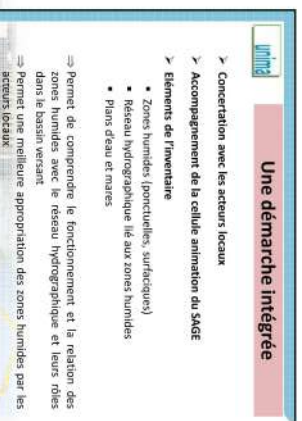 unima
Une démarche intégrée
➢ Concertation avec les acteurs locaux
➢ Accompagnement de la cellule animation du SAGE
➢ Eléments de l'inventaire
▪ Zones humides (ponctuelles, surfaciques)
▪ Réseau hydrographique lié aux zones humides
▪ Plans d'eau et mares
⇒ Permet de comprendre le fonctionnement et la relation des
zones humides avec le réseau hydrographique et leurs rôles
dans le bassin versant
⇒ Permet une meilleure appropriation des zones humides par les
acteurs locaux